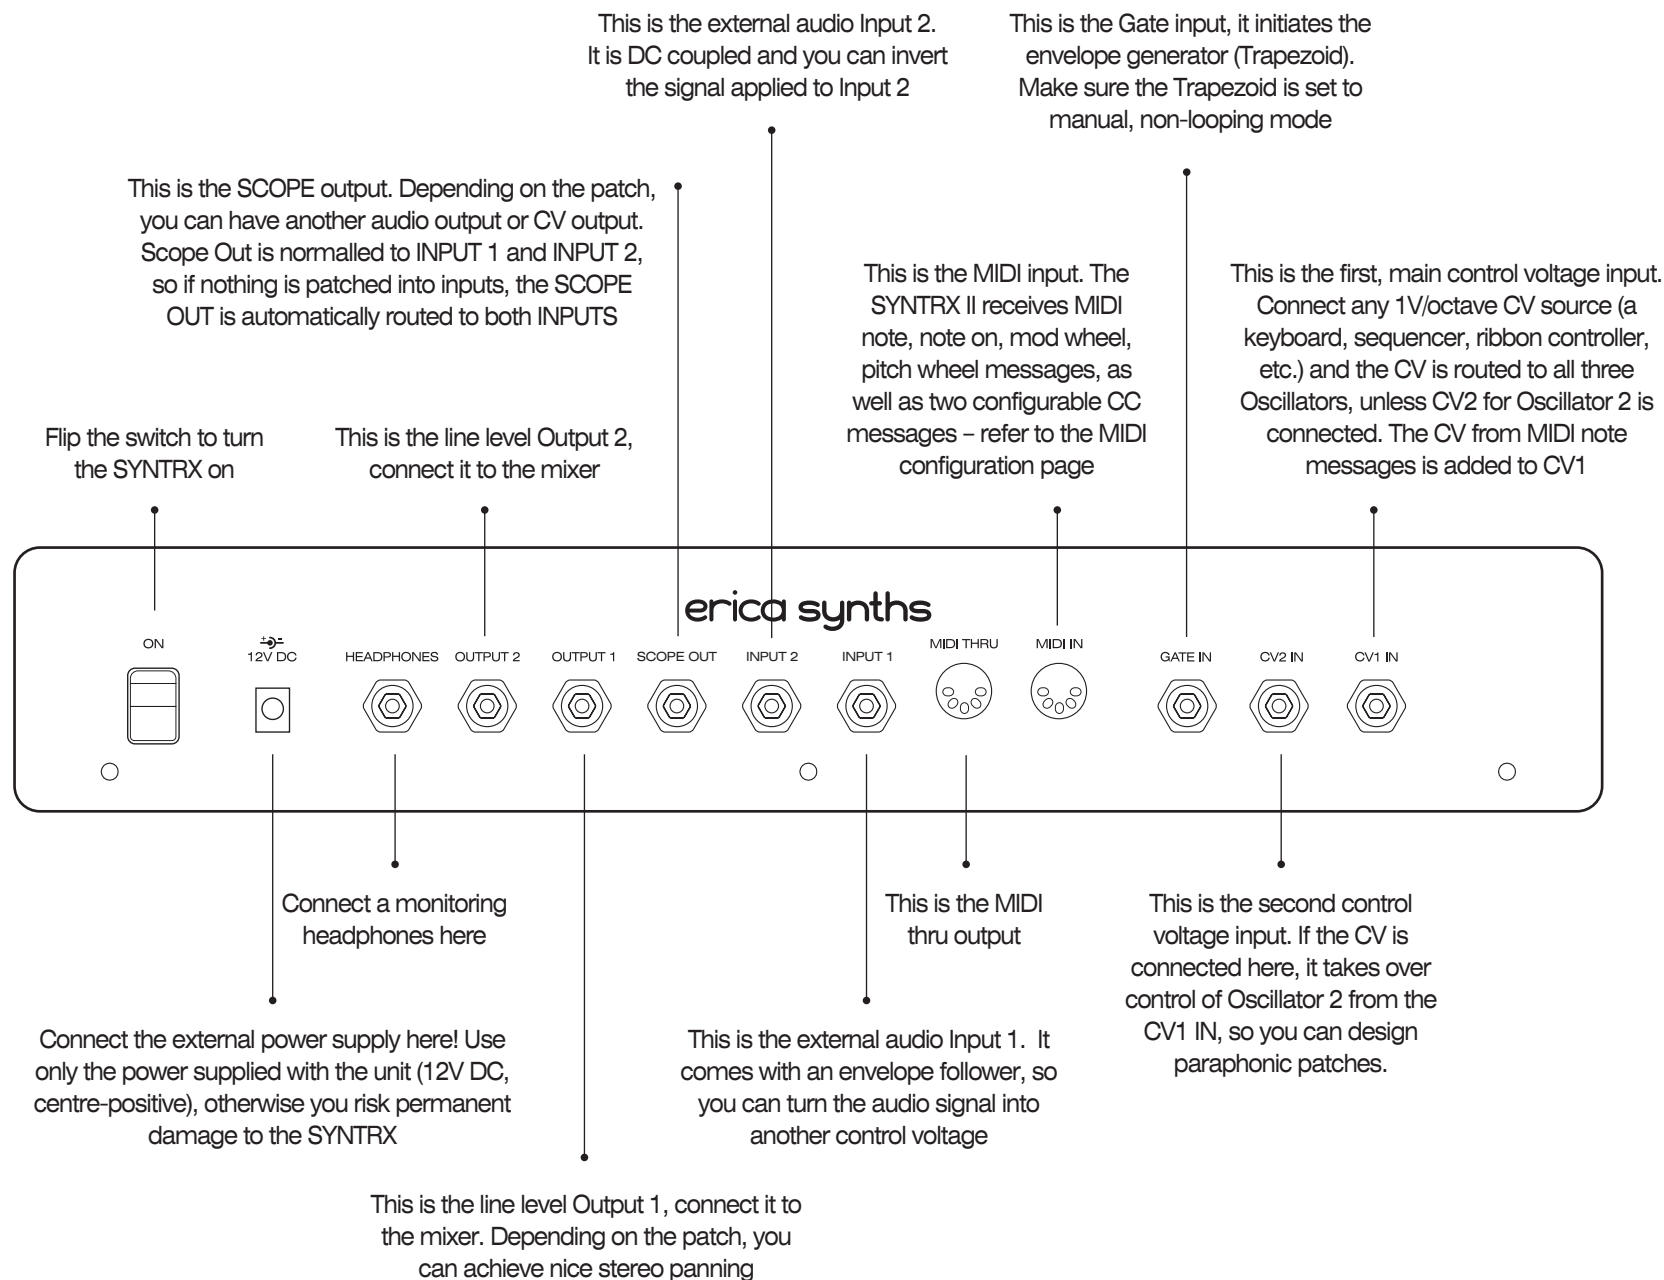 This is the external audio Input 2.
It is DC coupled and you can invert
the signal applied to Input 2
This is the Gate input, it initiates the
envelope generator (Trapezoid).
Make sure the Trapezoid is set to
manual, non-looping mode
This is the SCOPE output. Depending on the patch,
you can have another audio output or CV output.
Scope Out is normalled to INPUT 1 and INPUT 2,
so if nothing is patched into inputs, the SCOPE
OUT is automatically routed to both INPUTS
This is the MIDI input. The
SYNTRX II receives MIDI
note, note on, mod wheel,
pitch wheel messages, as
well as two configurable CC
messages – refer to the MIDI
configuration page
This is the first, main control voltage input.
Connect any 1V/octave CV source (a
keyboard, sequencer, ribbon controller,
etc.) and the CV is routed to all three
Oscillators, unless CV2 for Oscillator 2 is
connected. The CV from MIDI note
messages is added to CV1
Flip the switch to turn
the SYNTRX on
This is the line level Output 2,
connect it to the mixer
erica synths
ON
+ -
12V DC
HEADPHONES
OUTPUT 2
OUTPUT 1
SCOPE OUT
INPUT 2
INPUT 1
MIDI THRU
MIDI IN
GATE IN
CV2 IN
CV1 IN
Connect a monitoring
headphones here
This is the MIDI
thru output
This is the second control
voltage input. If the CV is
connected here, it takes over
control of Oscillator 2 from the
CV1 IN, so you can design
paraphonic patches.
Connect the external power supply here! Use
only the power supplied with the unit (12V DC,
centre-positive), otherwise you risk permanent
damage to the SYNTRX
This is the external audio Input 1. It
comes with an envelope follower, so
you can turn the audio signal into
another control voltage
This is the line level Output 1, connect it to
the mixer. Depending on the patch, you
can achieve nice stereo panning